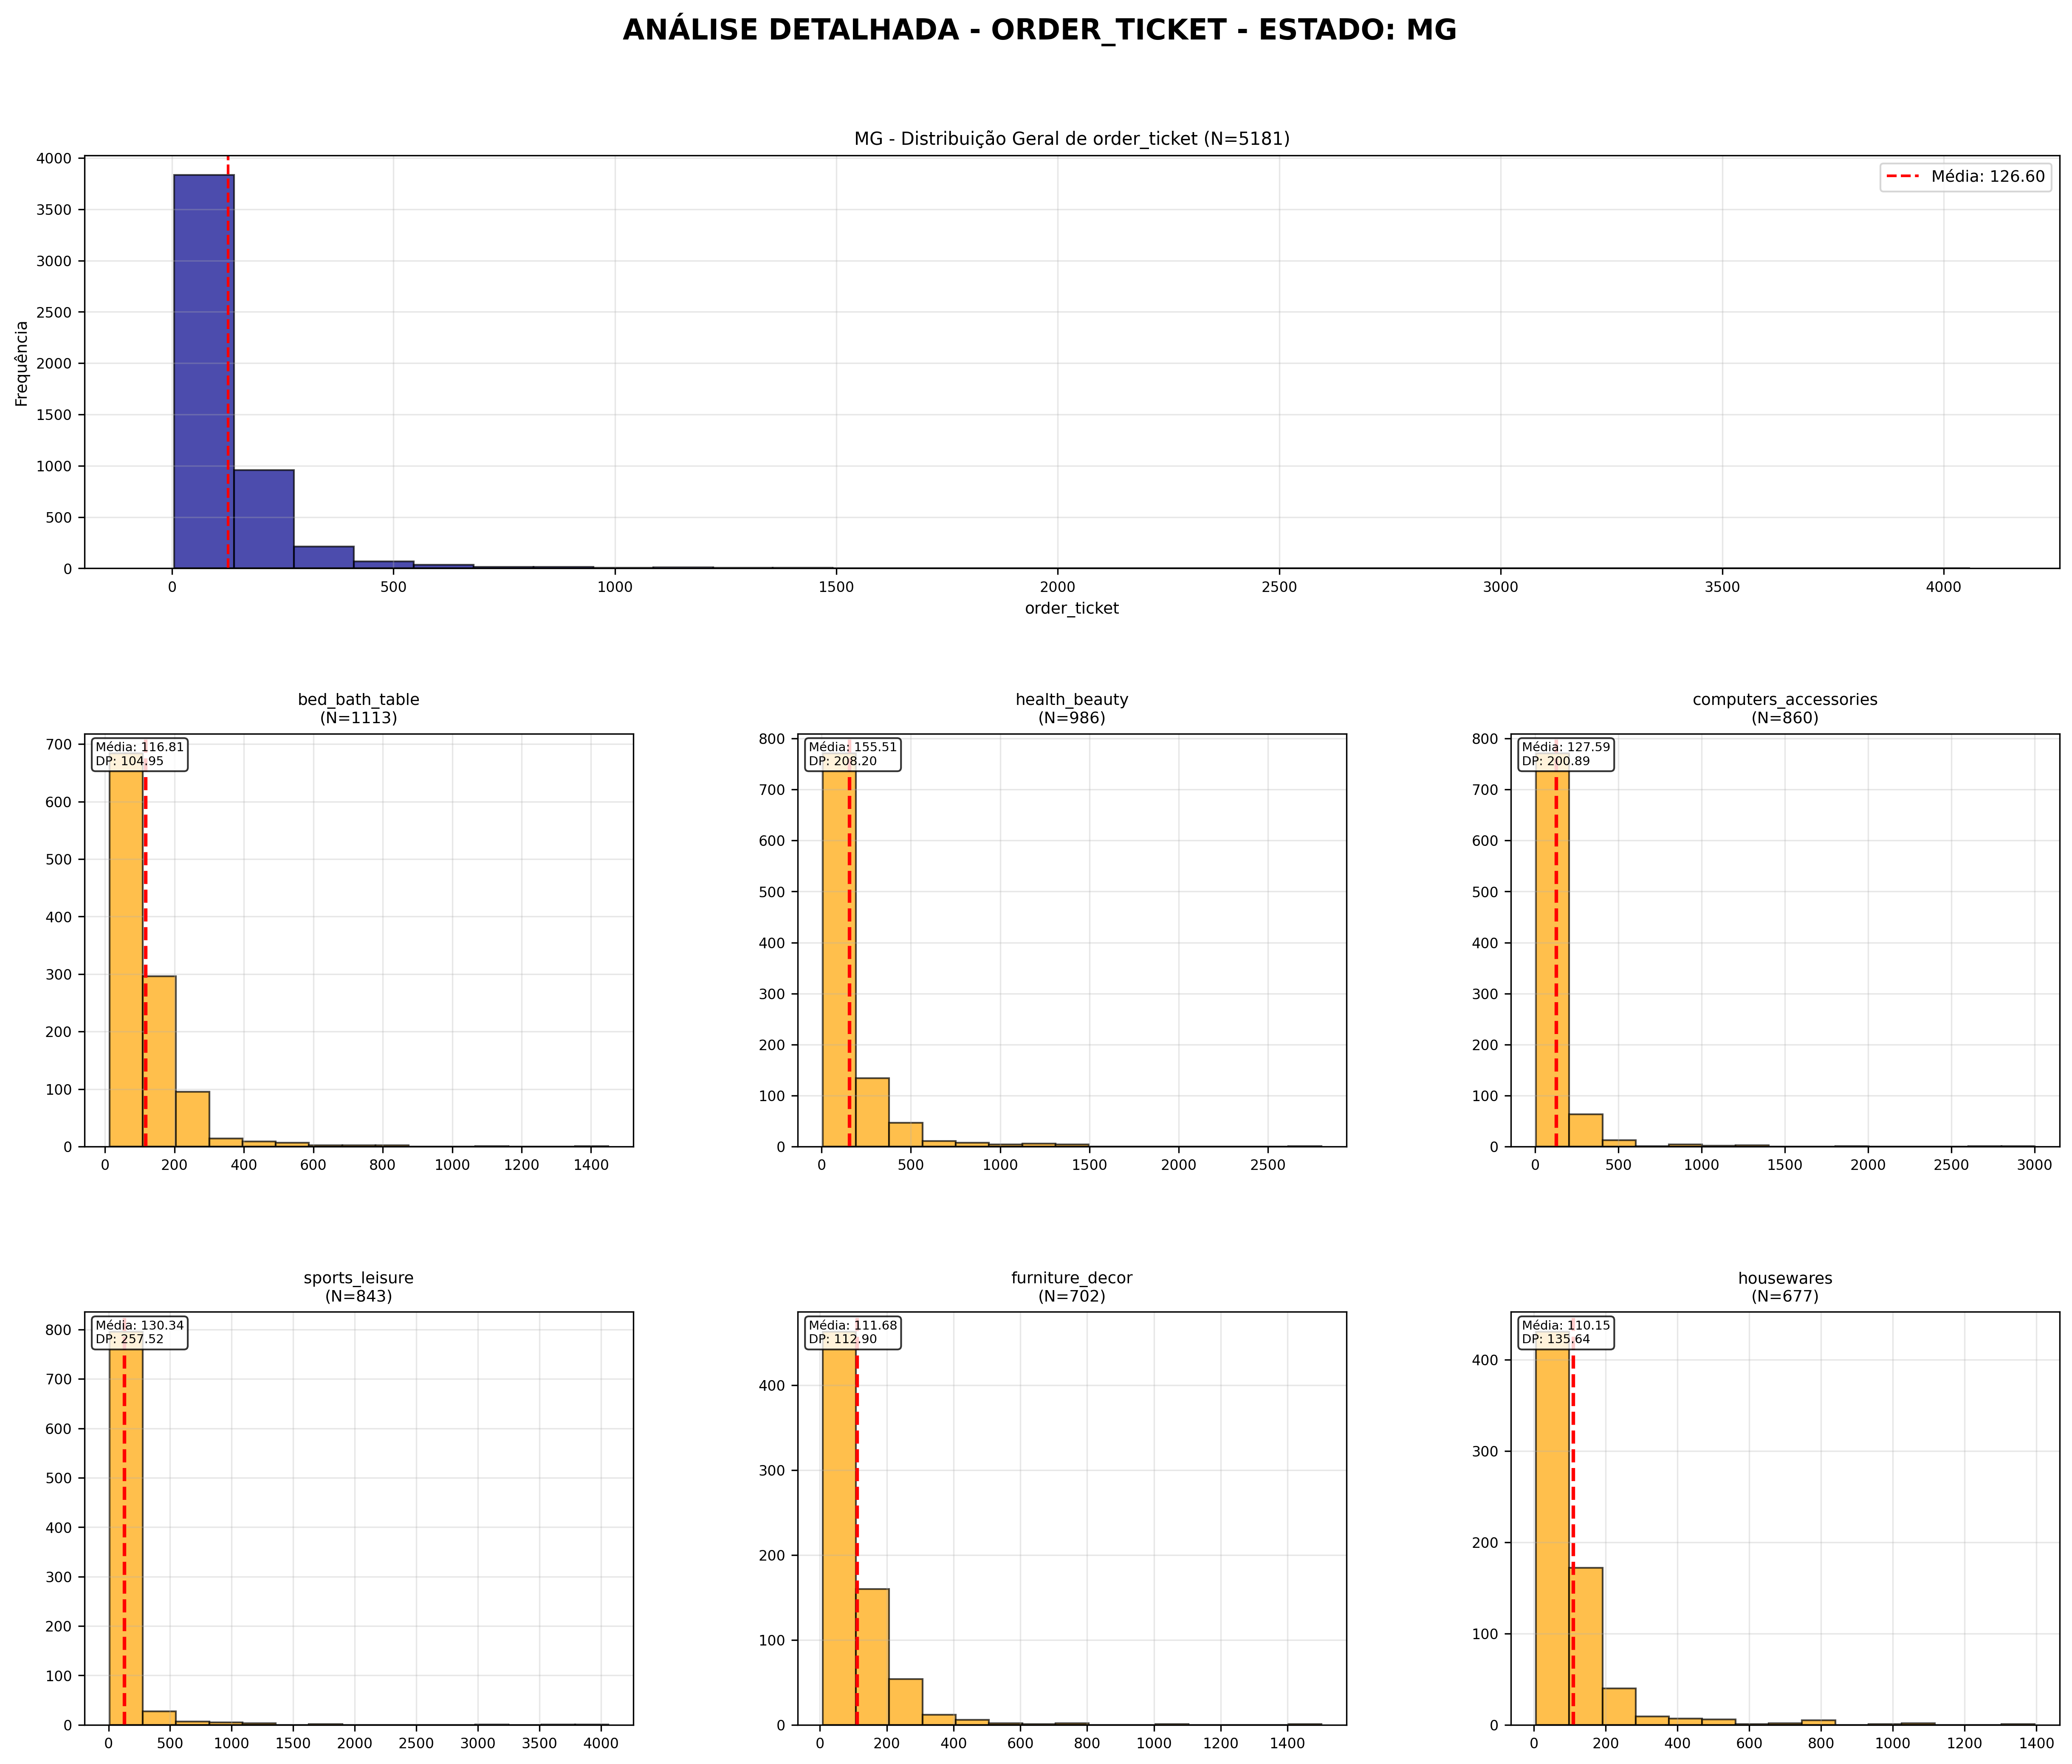 ANÁLISE DETALHADA - ORDER_TICKET - ESTADO: MG
MG - Distribuição Geral de order_ticket (N=5181)
Média: 126.60
Frequência
4000
3500
3000
2500
2000
1500
1000
500
0
0 500 1000 1500 2000 2500 3000 3500 4000
order_ticket
bed_bath_table
(N=1113)
Média: 116.81
DP: 104.95
700
600
500
400
300
200
100
0
0 200 400 600 800 1000 1200 1400
health_beauty
(N=986)
Média: 155.51
DP: 208.20
800
700
600
500
400
300
200
100
0
0 500 1000 1500 2000 2500
computers_accessories
(N=860)
Média: 127.59
DP: 200.89
800
700
600
500
400
300
200
100
0
0 500 1000 1500 2000 2500 3000
sports_leisure
(N=843)
Média: 130.34
DP: 257.52
800
700
600
500
400
300
200
100
0
0 500 1000 1500 2000 2500 3000 3500 4000
furniture_decor
(N=702)
Média: 111.68
DP: 112.90
400
300
200
100
0
0 200 400 600 800 1000 1200 1400
housewares
(N=677)
Média: 110.15
DP: 135.64
400
300
200
100
0
0 200 400 600 800 1000 1200 1400